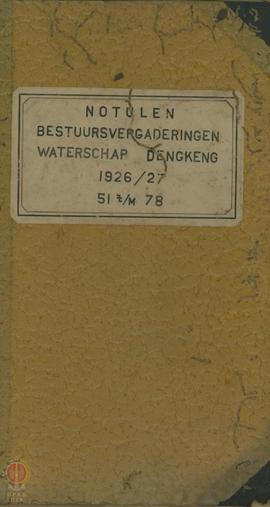 NOTULEN
BESTUURSVERGADERINGEN
WATERSCHAP DENGKENG
1926/27
51 t/M 78